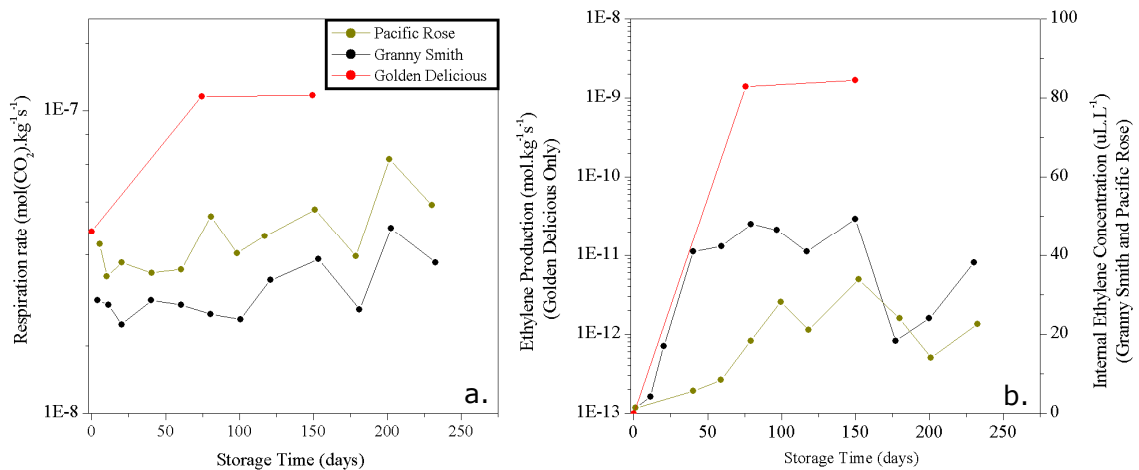 Pacific Rose
Granny Smith
Golden Delicious
Respiration rate (mol(CO₂).kg⁻¹s⁻¹)
1E-7
1E-8
0
50
100
150
200
250
Storage Time (days)
a.
Ethylene Production (mol.kg⁻¹s⁻¹)
(Golden Delicious Only)
1E-8
1E-9
1E-10
1E-11
1E-12
1E-13
0
50
100
150
200
250
Storage Time (days)
b.
100
80
60
40
20
0
Internal Ethylene Concentration (uL.L⁻¹)
(Granny Smith and Pacific Rose)